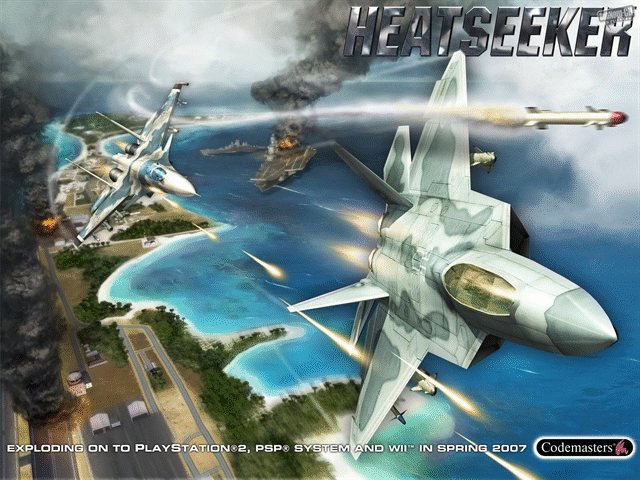 HEATSEEKER
EXPLODING ON TO PLAYSTATION®2, PSP® SYSTEM AND WII™ IN SPRING 2007
Codemasters